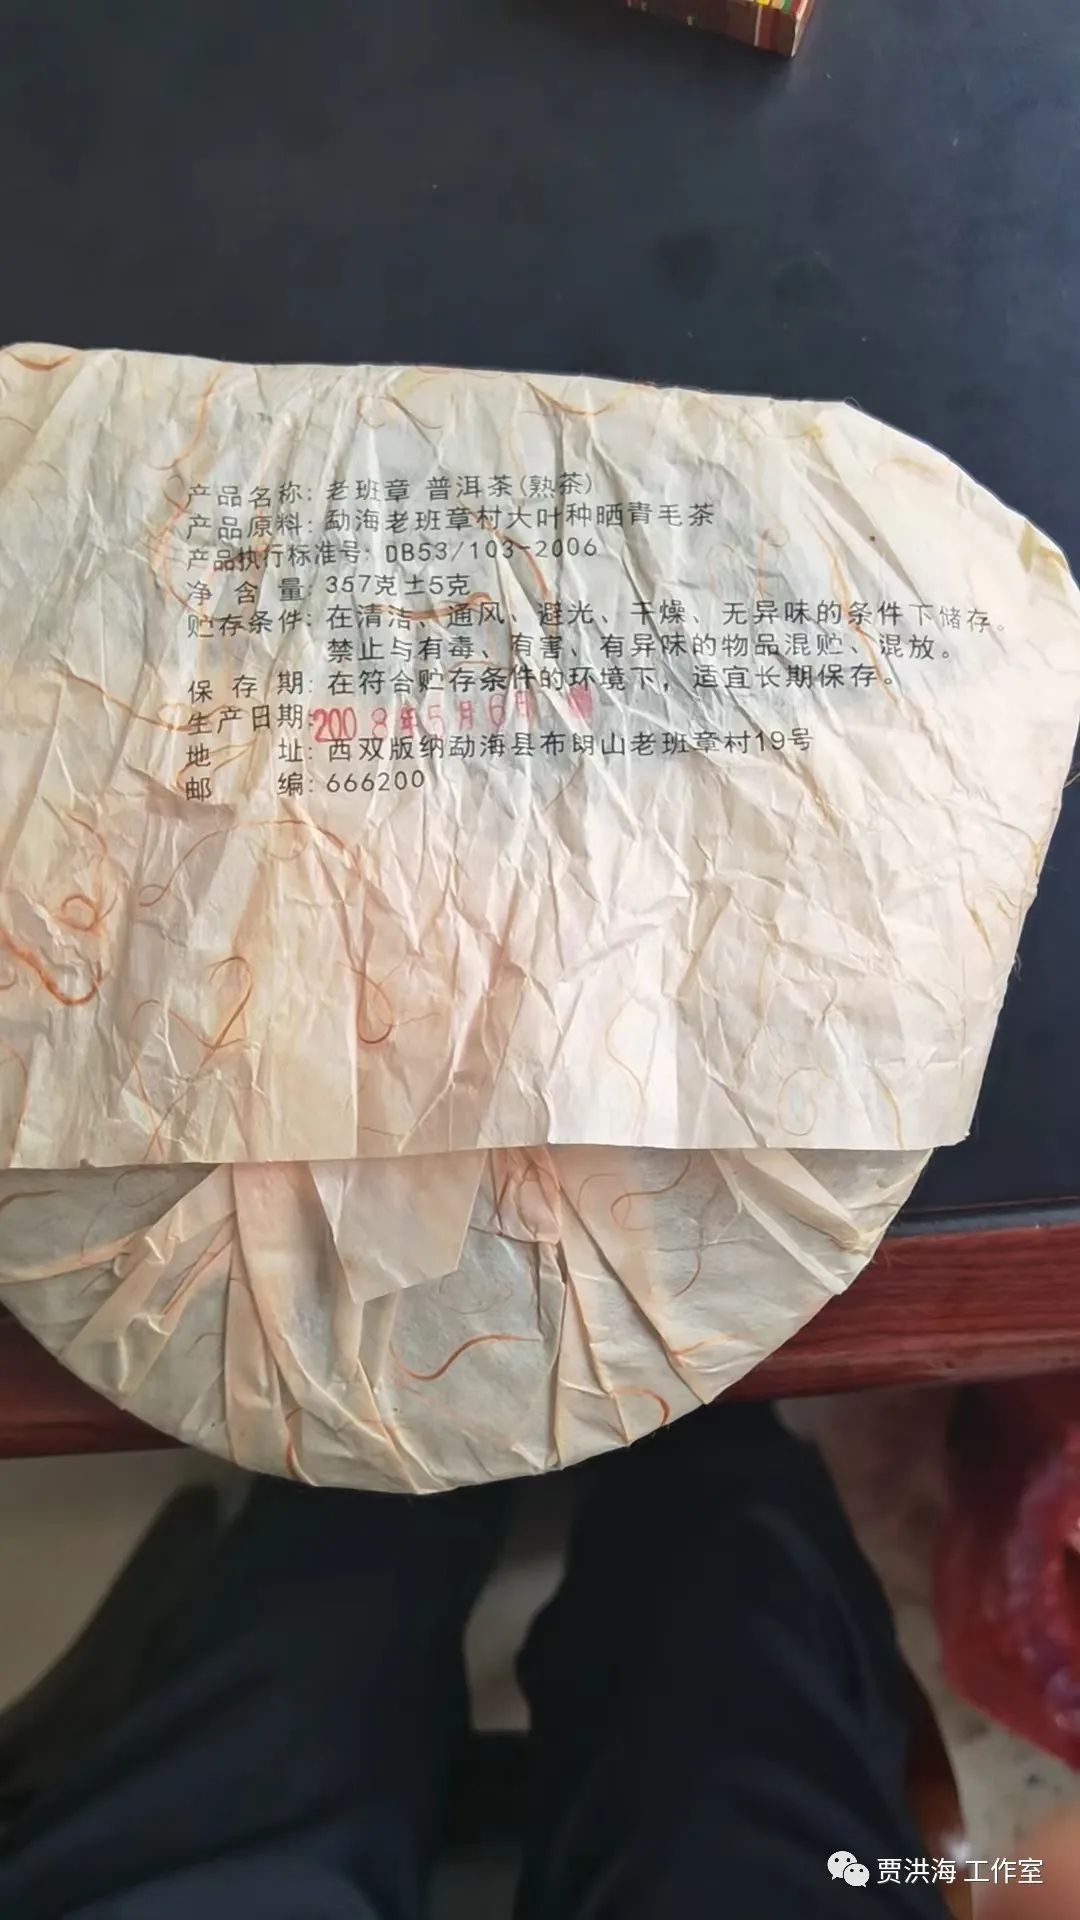 产品名称: 老班章 普洱茶(熟茶)
产品原料: 勐海老班章村大叶种晒青毛茶
产品执行标准号: DB53/103-2006
净含量: 357克±5克
贮存条件: 在清洁、通风、避光、干燥、无异味的条件下储存。
禁止与有毒、有害、有异味的物品混贮、混放。
保存期: 在符合贮存条件的环境下，适宜长期保存。
生产日期: 2008年5月6日
地址: 西双版纳勐海县布朗山老班章村19号
邮编: 666200
贾洪海 工作室